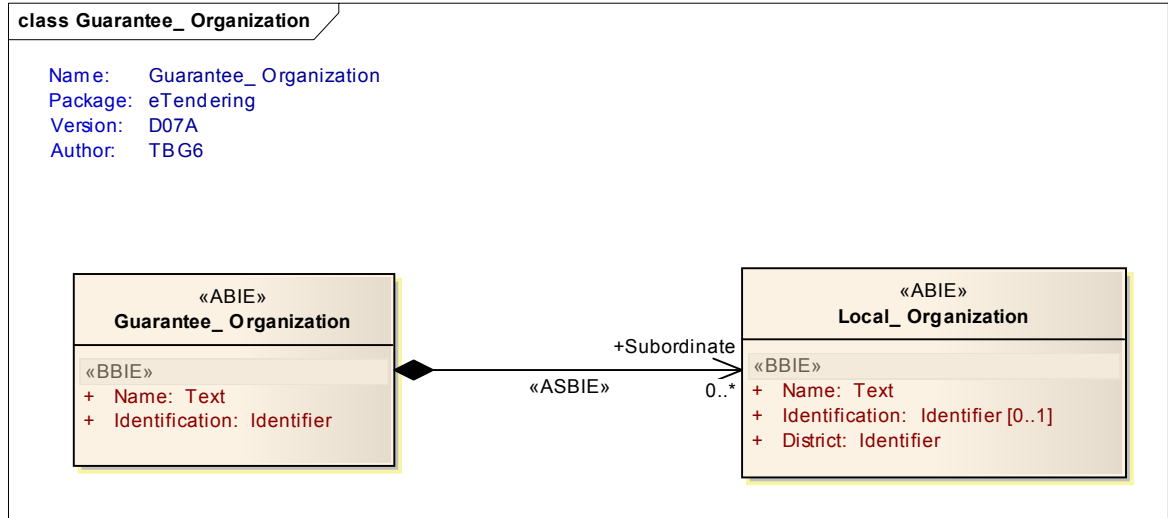 class Guarantee_ Organization
Name: Guarantee_ Organization
Package: eTendering
Version: D07A
Author: TBG6
«ABIE»
Guarantee_ Organization
«BBIE»
+ Name: Text
+ Identification: Identifier
+Subordinate
«ASBIE»
0..*
«ABIE»
Local_ Organization
«BBIE»
+ Name: Text
+ Identification: Identifier [0..1]
+ District: Identifier